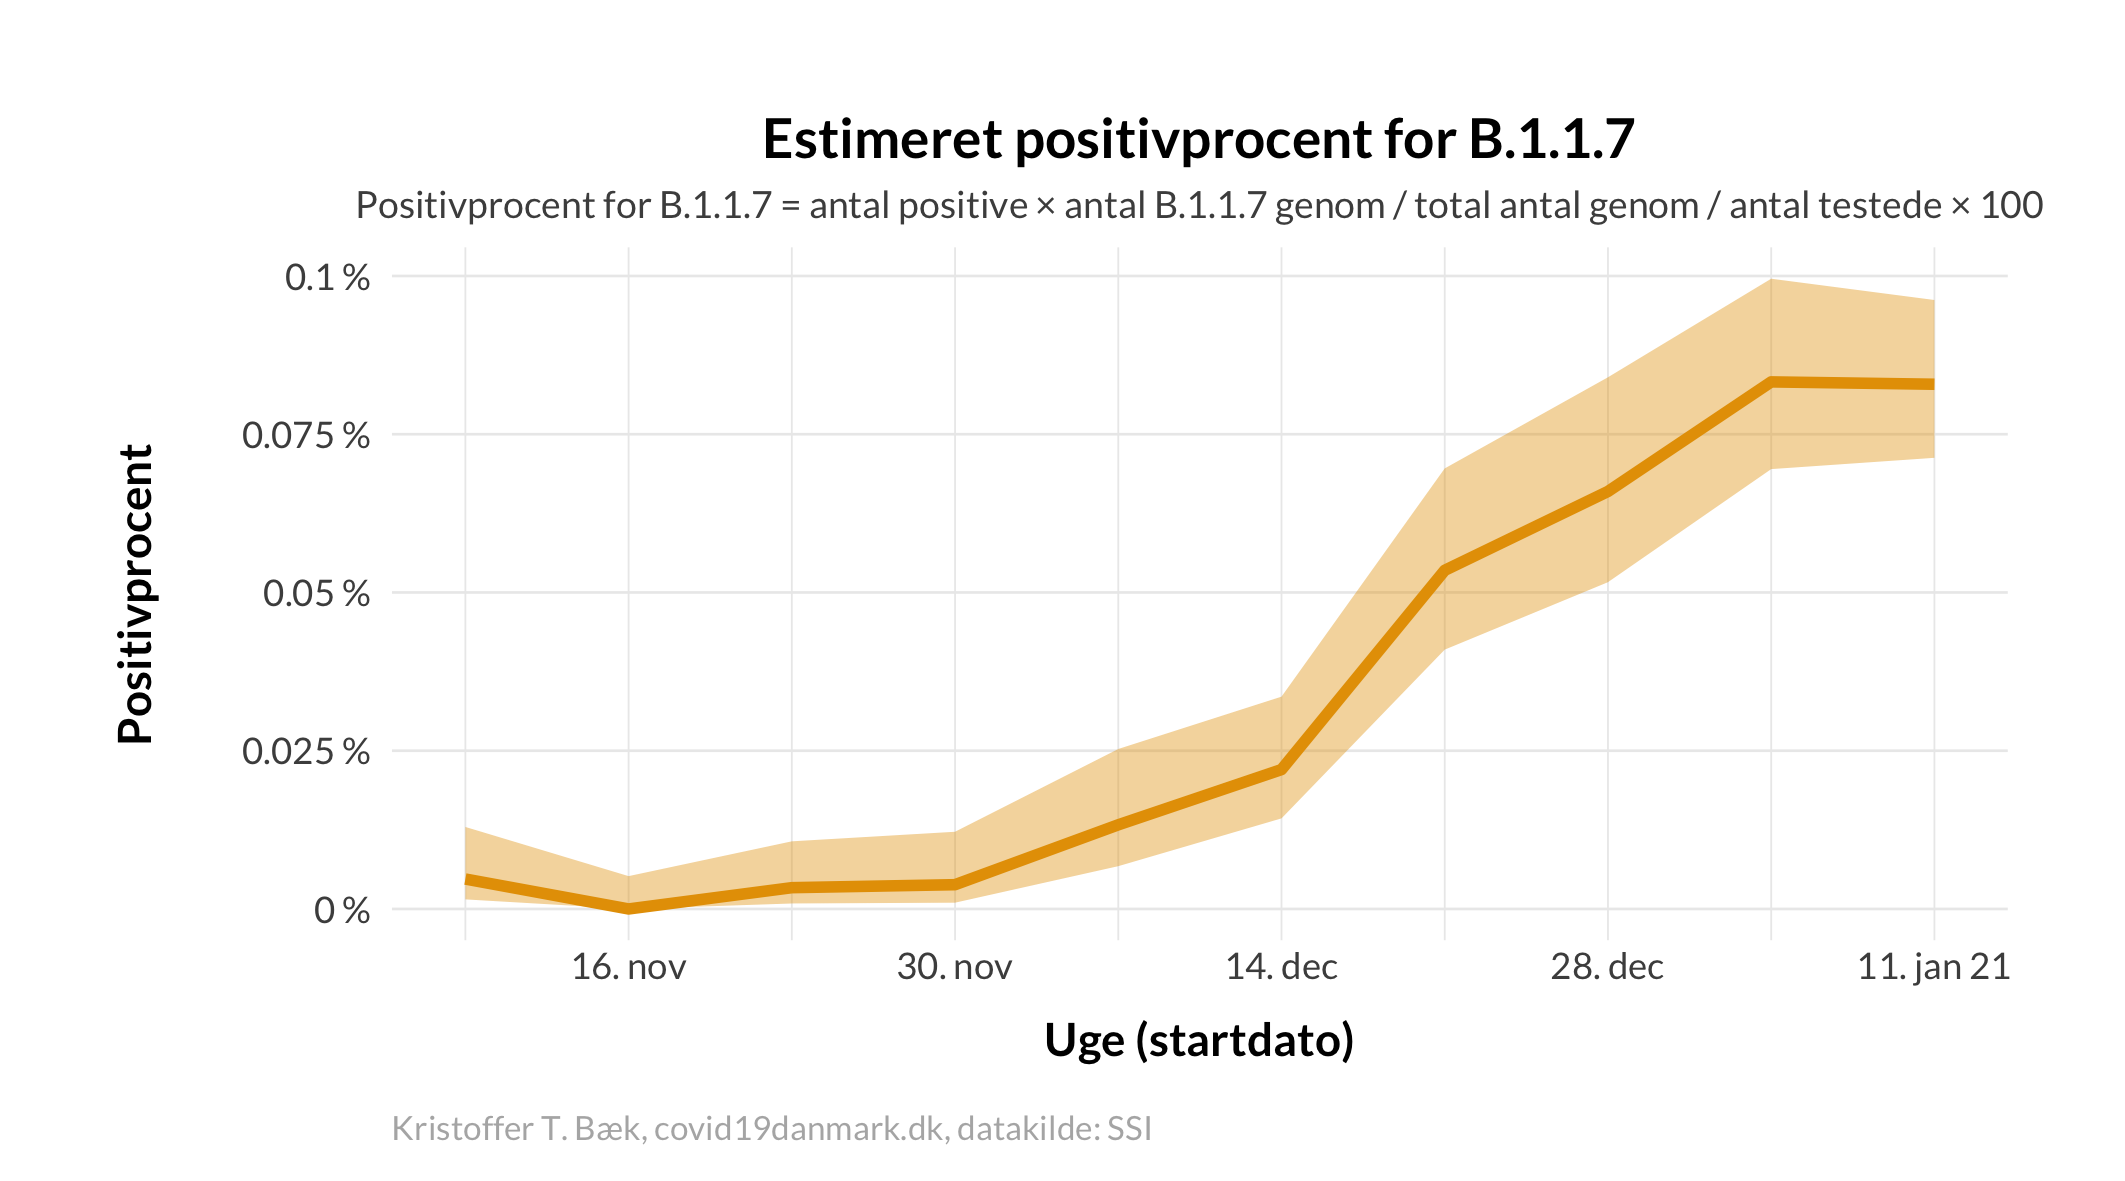 Estimeret positivprocent for B.1.1.7
Positivprocent for B.1.1.7 = antal positive × antal B.1.1.7 genom / total antal genom / antal testede × 100
0.1 %
0.075 %
0.05 %
0.025 %
0 %
Positivprocent
16. nov
30. nov
14. dec
28. dec
11. jan 21
Uge (startdato)
Kristoffer T. Bæk, covid19danmark.dk, datakilde: SSI